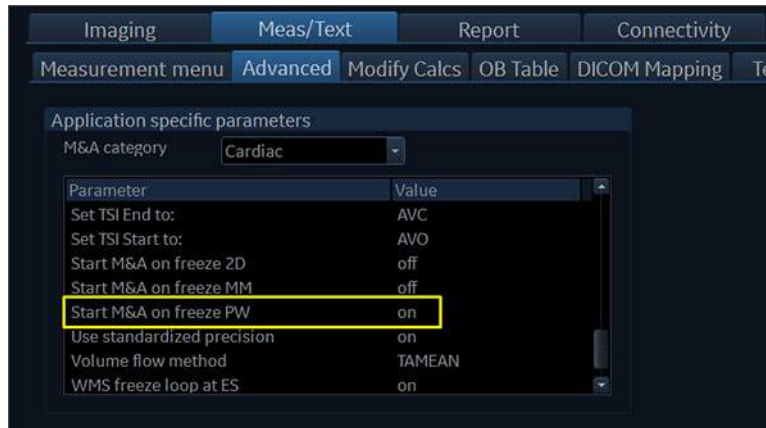 Imaging Meas/Text Report Connectivity
Measurement menu Advanced Modify Calcs OB Table DICOM Mapping
Application specific parameters
M&A category Cardiac
Parameter Value
Set TSI End to: AVC
Set TSI Start to: AVO
Start M&A on freeze 2D off
Start M&A on freeze MM off
Start M&A on freeze PW on
Use standardized precision on
Volume flow method TAMEAN
WMS freeze loop at ES on